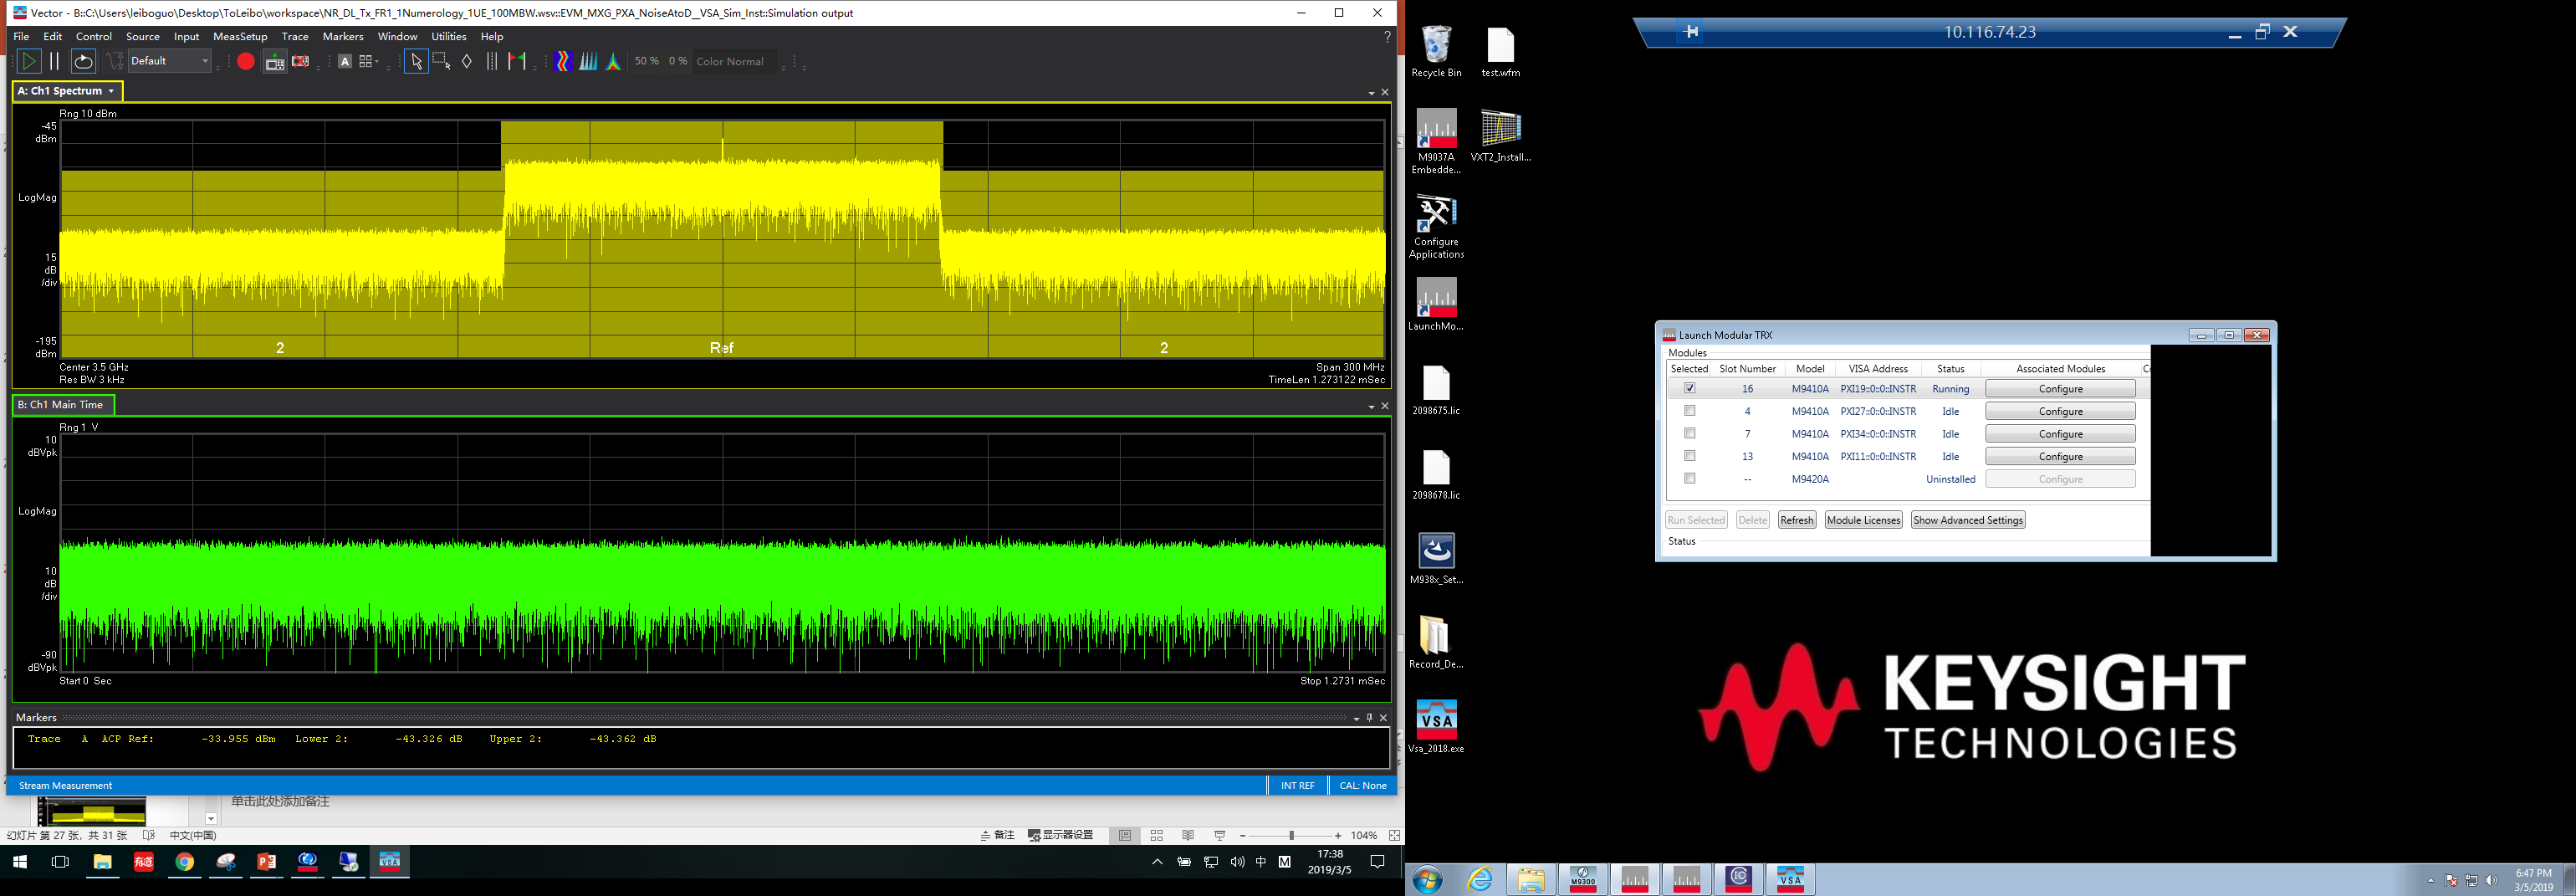 Vector - B::C:\Users\leiboguo\Desktop\ToLeibo\workspace\NR_DL_Tx_FR1_1Numerology_1UE_100MBW.wsv::EVM_MXG_PXA_NoiseAtoD__VSA_Sim_Inst::Simulation output
File Edit Control Source Input MeasSetup Trace Markers Window Utilities Help
Default 50 % 0 % Color Normal
A: Ch1 Spectrum
Rng 10 dBm
-45
dBm
LogMag
15
dB
/div
-195
dBm
2 Ref 2
Center 3.5 GHz Span 300 MHz
Res BW 3 kHz TimeLen 1.273122 mSec
B: Ch1 Main Time
Rng 1 V
10
dBVpk
LogMag
10
dB
/div
-90
dBVpk
Start 0 Sec Stop 1.2731 mSec
Markers
Trace A ACP Ref: -33.955 dBm Lower 2: -43.326 dB Upper 2: -43.362 dB
Stream Measurement INT REF CAL: None
单击此处添加备注
幻灯片 第 27 张，共 31 张 中文(中国) 备注 显示器设置 104%
有道 VSA 中 M 17:38
2019/3/5
10.116.74.23
Recycle Bin test.wfm
M9037A
Embedde...
VXT2_Install...
Configure
Applications
LaunchMo...
2098675.lic
2098678.lic
M938x_Set...
Record_De...
VSA
Vsa_2018.exe
Launch Modular TRX
Modules
Selected Slot Number Model VISA Address Status Associated Modules
16 M9410A PXI19::0::0::INSTR Running Configure
4 M9410A PXI27::0::0::INSTR Idle Configure
7 M9410A PXI34::0::0::INSTR Idle Configure
13 M9410A PXI11::0::0::INSTR Idle Configure
-- M9420A Uninstalled Configure
Run Selected Delete Refresh Module Licenses Show Advanced Settings
Status
KEYSIGHT
TECHNOLOGIES
M9300 VSA 6:47 PM
3/5/2019